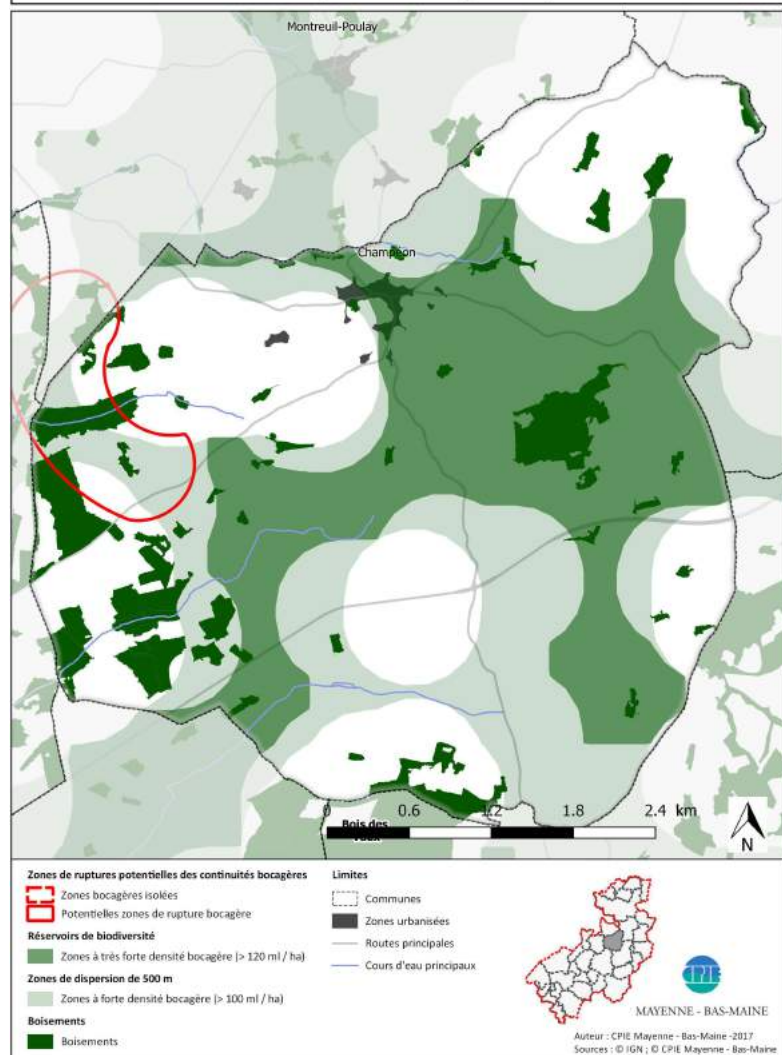 Montreuil-Poulay
Champéon
Bois des
0 0.6 1.2 1.8 2.4 km
N
Zones de ruptures potentielles des continuités bocagères
Zones bocagères isolées
Potentielles zones de rupture bocagère
Réservoirs de biodiversité
Zones à très forte densité bocagère (> 120 ml / ha)
Zones de dispersion de 500 m
Zones à forte densité bocagère (> 100 ml / ha)
Boisements
Boisements
Limites
Communes
Zones urbanisées
Routes principales
Cours d'eau principaux
CPIE
MAYENNE - BAS-MAINE
Auteur : CPIE Mayenne - Bas-Maine -2017
Sources : © IGN ; © CPIE Mayenne - Bas-Maine